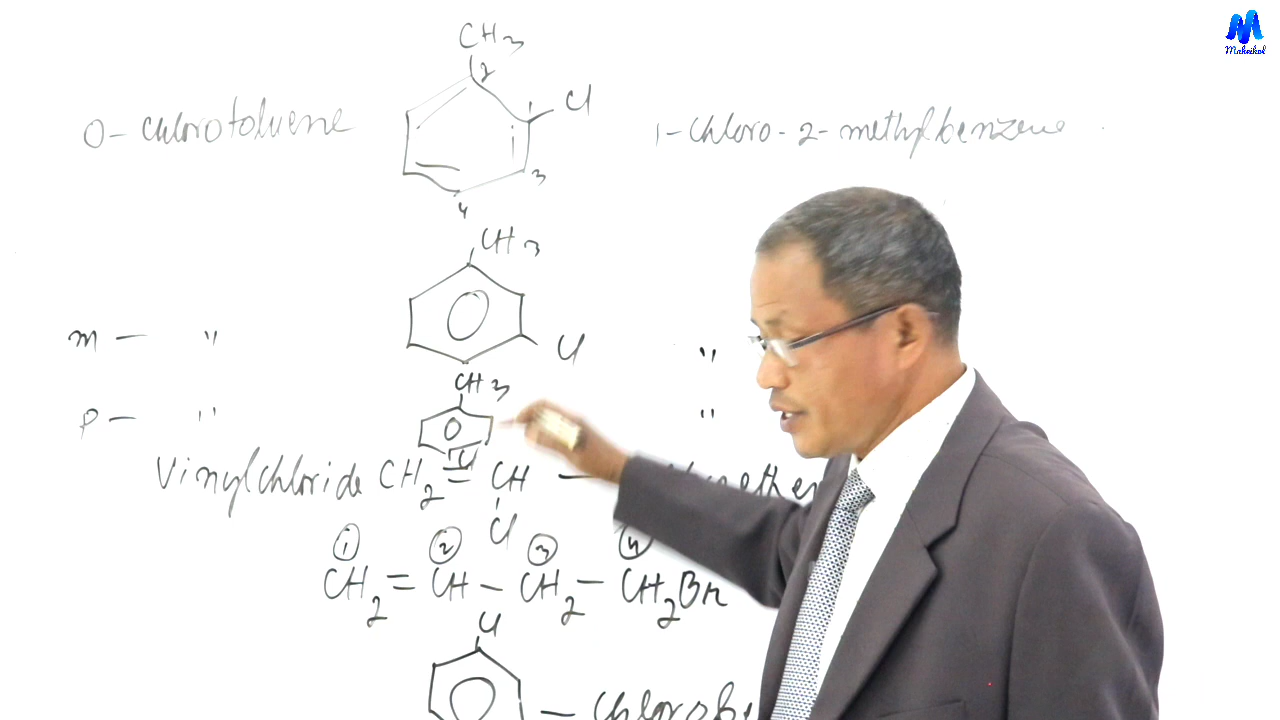 Maheikol
CH3
2
1 Cl
O- chlorotoluene
1-chloro-2-methylbenzene
3
4
CH3
m — " Cl "
CH3
p — " "
Cl
Vinylchloride CH2 = CH —
Cl
1 2 3 4
CH2 = CH - CH2 - CH2Br
Cl